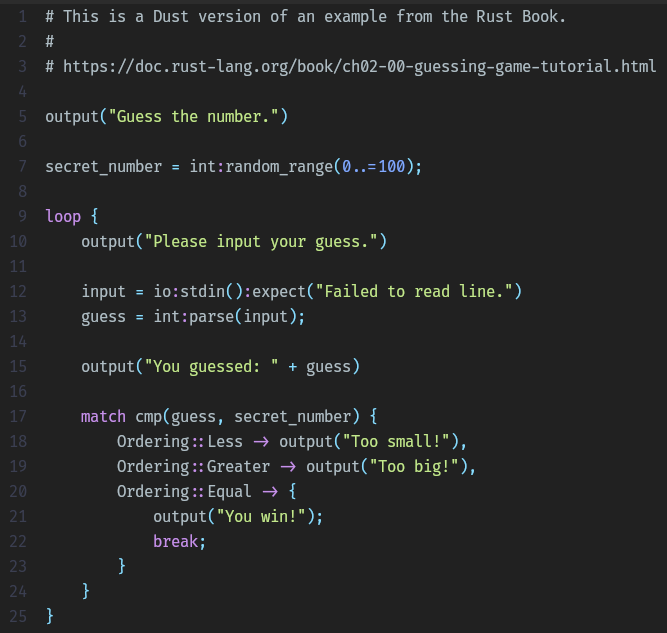 1 # This is a Dust version of an example from the Rust Book.
2 #
3 # https://doc.rust-lang.org/book/ch02-00-guessing-game-tutorial.html
4
5 output("Guess the number.")
6
7 secret_number = int:random_range(0..=100);
8
9 loop {
10     output("Please input your guess.")
11
12     input = io:stdin():expect("Failed to read line.")
13     guess = int:parse(input);
14
15     output("You guessed: " + guess)
16
17     match cmp(guess, secret_number) {
18         Ordering::Less -> output("Too small!"),
19         Ordering::Greater -> output("Too big!"),
20         Ordering::Equal -> {
21             output("You win!");
22             break;
23         }
24     }
25 }